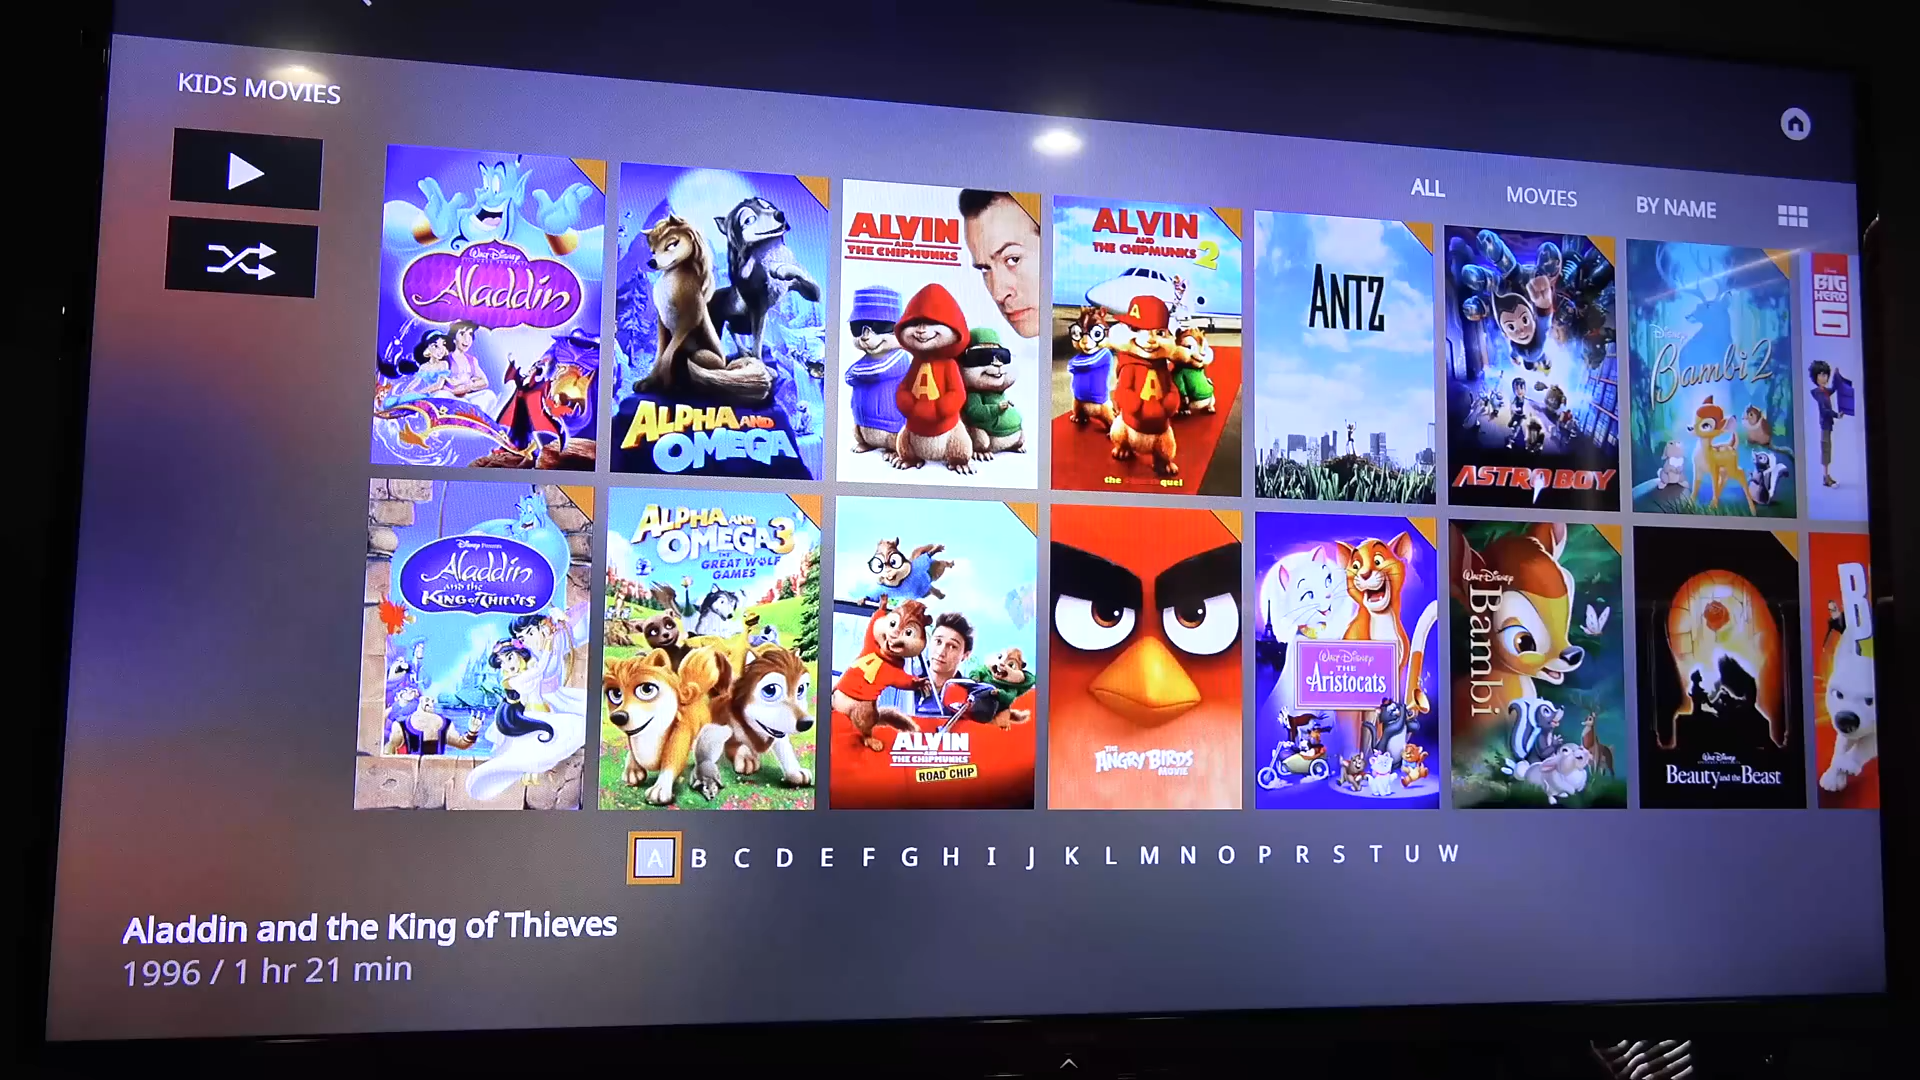 KIDS MOVIES
ALL
MOVIES
BY NAME
Walt Disney
Aladdin
ALPHA AND
OMEGA
ALVIN
AND
THE CHIPMUNKS
A
ALVIN
AND
THE CHIPMUNKS 2
A
A
the
quel
ANTZ
ASTRO BOY
Disney
Bambi 2
BIG
HERO
6
Disney Presents
Aladdin
and the
KING OF THIEVES
ALPHA AND
OMEGA 3
THE
GREAT WOLF
GAMES
A
ALVIN
AND
THE CHIPMUNKS
ROAD CHIP
THE
ANGRY BIRDS
MOVIE
Walt Disney
THE
Aristocats
Walt Disney
Bambi
Walt Disney
Beauty and the Beast
B
A B C D E F G H I J K L M N O P R S T U W
Aladdin and the King of Thieves
1996 / 1 hr 21 min